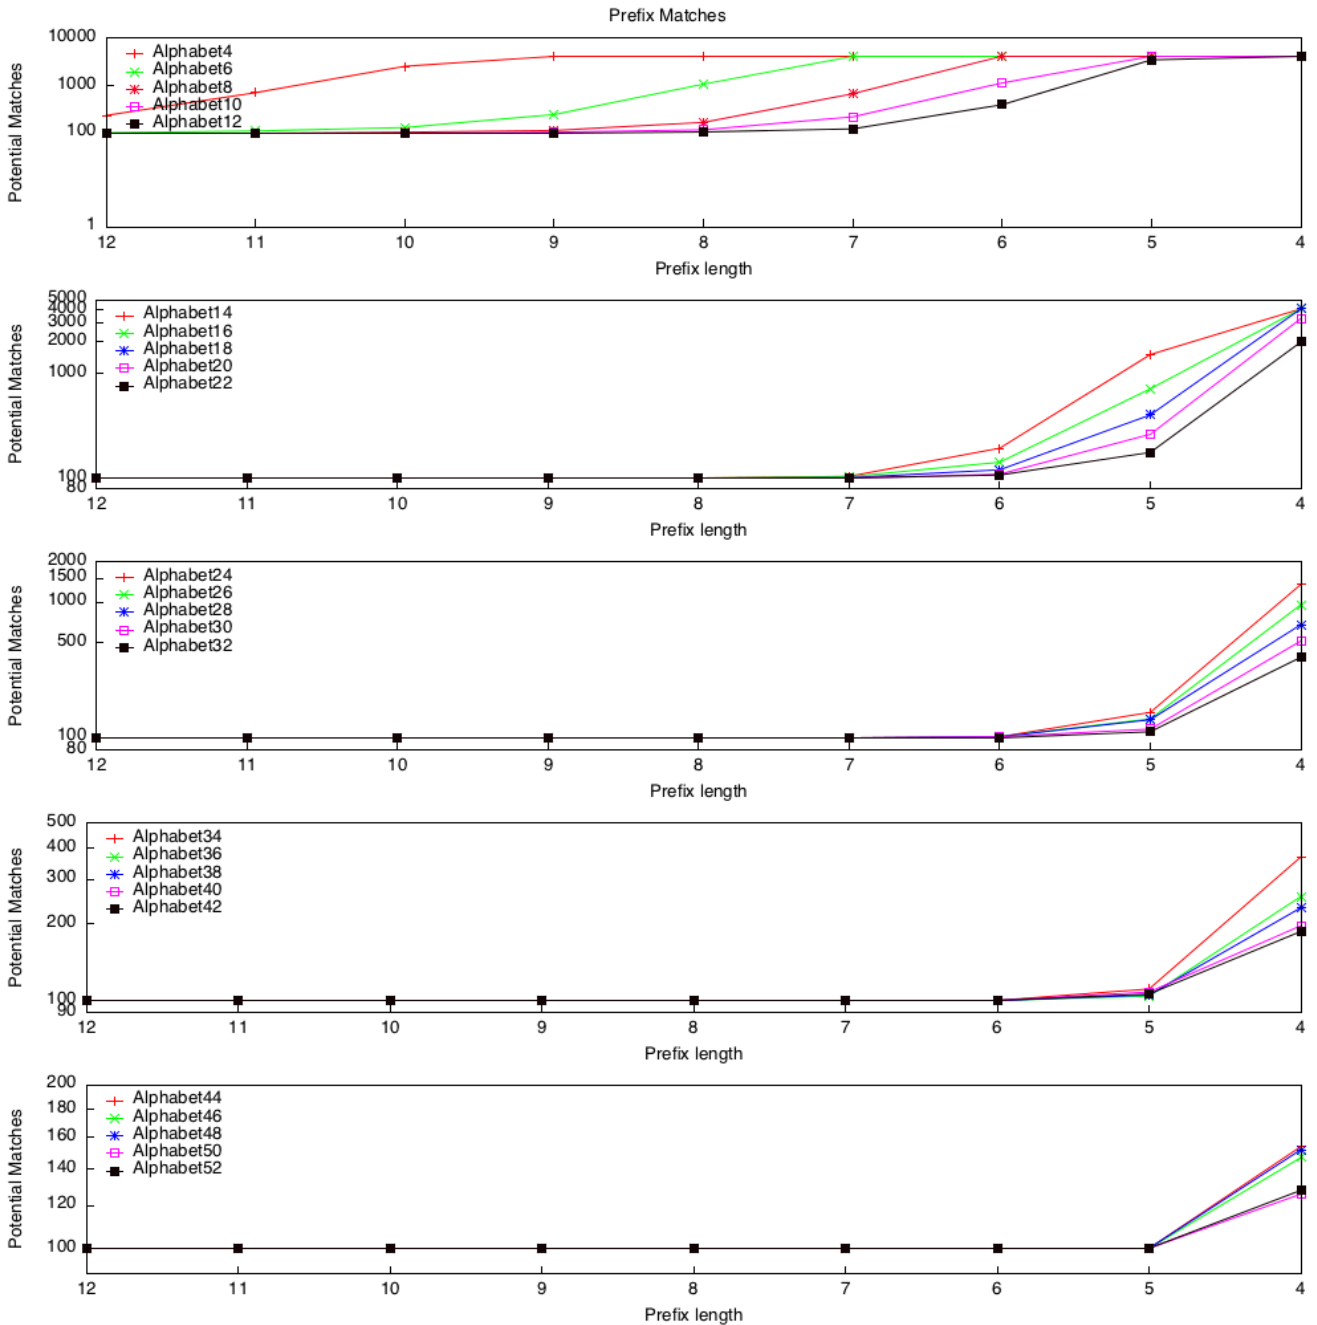 Prefix Matches
10000
1000
100
1
Potential Matches
Alphabet4
Alphabet6
Alphabet8
Alphabet10
Alphabet12
12 11 10 9 8 7 6 5 4
Prefix length
5000
4000
3000
2000
1000
100
80
Potential Matches
Alphabet14
Alphabet16
Alphabet18
Alphabet20
Alphabet22
12 11 10 9 8 7 6 5 4
Prefix length
2000
1500
1000
500
100
80
Potential Matches
Alphabet24
Alphabet26
Alphabet28
Alphabet30
Alphabet32
12 11 10 9 8 7 6 5 4
Prefix length
500
400
300
200
100
90
Potential Matches
Alphabet34
Alphabet36
Alphabet38
Alphabet40
Alphabet42
12 11 10 9 8 7 6 5 4
Prefix length
200
180
160
140
120
100
Potential Matches
Alphabet44
Alphabet46
Alphabet48
Alphabet50
Alphabet52
12 11 10 9 8 7 6 5 4
Prefix length